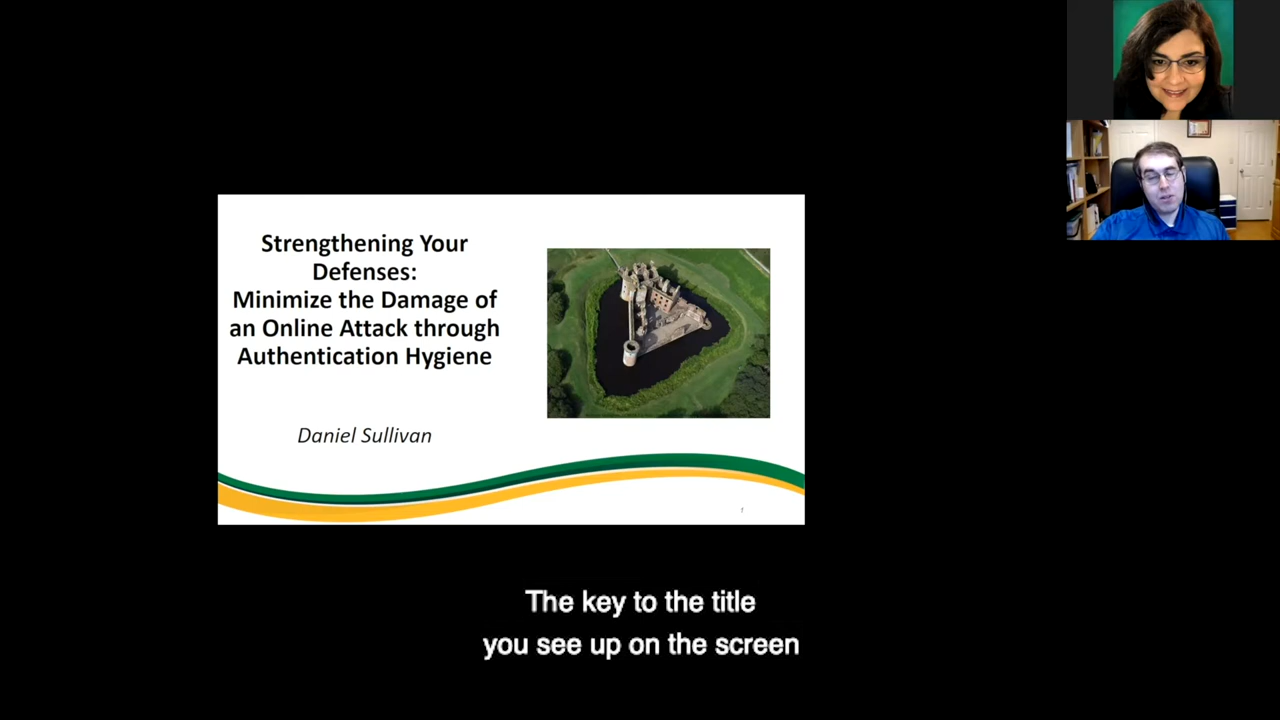 Strengthening Your
Defenses:
Minimize the Damage of
an Online Attack through
Authentication Hygiene
Daniel Sullivan
1
The key to the title
you see up on the screen